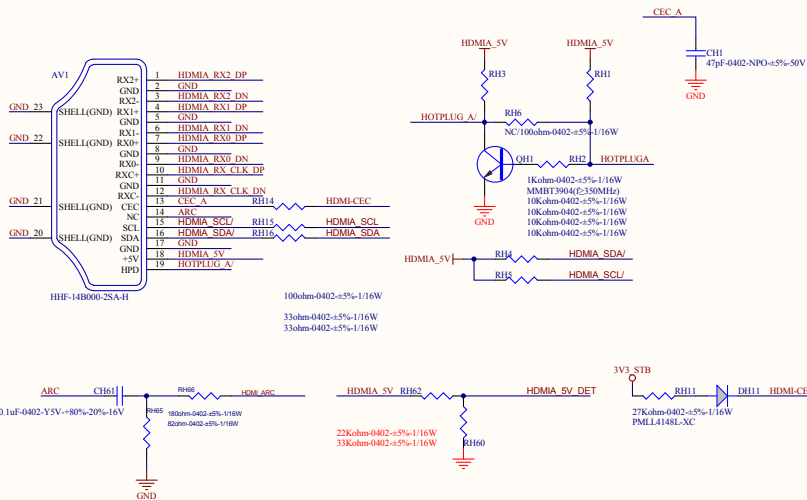 CEC_A
CH1
47pF-0402-NPO-±5%-50V
GND
HDMIA_5V
HDMIA_5V
RH3
RH1
HOTPLUG_A/
RH6
NC/100ohm-0402-±5%-1/16W
QH1
RH2
HOTPLUGA
1Kohm-0402-±5%-1/16W
MMBT3904(f≥350MHz)
10Kohm-0402-±5%-1/16W
10Kohm-0402-±5%-1/16W
10Kohm-0402-±5%-1/16W
10Kohm-0402-±5%-1/16W
GND
AV1
RX2+ 1 HDMIA_RX2_DP
GND 2 GND
RX2- 3 HDMIA_RX2_DN
GND 23 SHELL(GND) RX1+ 4 HDMIA_RX1_DP
GND 5 GND
RX1- 6 HDMIA_RX1_DN
GND 22 SHELL(GND) RX0+ 7 HDMIA_RX0_DP
GND 8 GND
RX0- 9 HDMIA_RX0_DN
RXC+ 10 HDMIA_RX_CLK_DP
GND 11 GND
RXC- 12 HDMIA_RX_CLK_DN
GND 21 SHELL(GND) CEC 13 CEC_A RH14 HDMI-CEC
NC 14 ARC
SCL 15 HDMIA_SCL/ RH15 HDMIA_SCL
GND 20 SHELL(GND) SDA 16 HDMIA_SDA/ RH16 HDMIA_SDA
GND 17 GND
+5V 18 HDMIA_5V
HPD 19 HOTPLUG_A/
HHF-14B000-2SA-H
100ohm-0402-±5%-1/16W
33ohm-0402-±5%-1/16W
33ohm-0402-±5%-1/16W
HDMIA_5V
RH4 HDMIA_SDA/
RH5 HDMIA_SCL/
ARC CH61
0.1uF-0402-Y5V-+80%-20%-16V
RH66 HDMI_ARC
RH65
180ohm-0402-±5%-1/16W
82ohm-0402-±5%-1/16W
GND
HDMIA_5V RH62 HDMIA_5V_DET
22Kohm-0402-±5%-1/16W
33Kohm-0402-±5%-1/16W
RH60
3V3_STB
RH11 DH11 HDMI-CE
27Kohm-0402-±5%-1/16W
PMLL4148L-XC